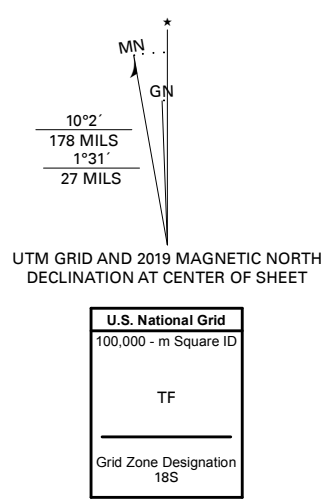 ★
MN
GN
10°2´
178 MILS
1°31´
27 MILS
UTM GRID AND 2019 MAGNETIC NORTH
DECLINATION AT CENTER OF SHEET
U.S. National Grid
100,000 - m Square ID
TF
Grid Zone Designation
18S